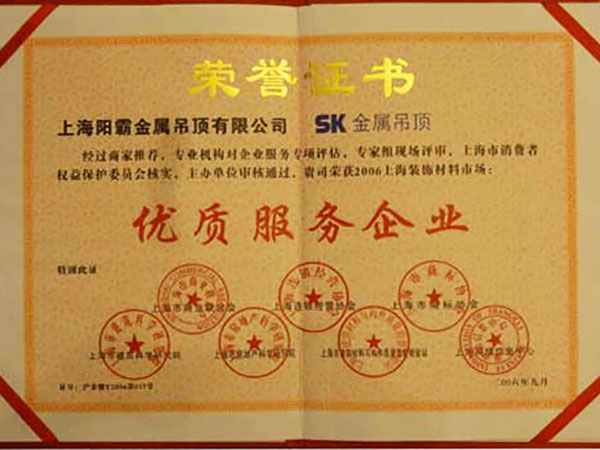 荣誉证书
上海阳霸金属吊顶有限公司 SK 金属吊顶
经过商家推荐，专业机构对企业服务专项评估，专家组现场评审，上海市消费者
权益保护委员会核实，主办单位审核通过，贵司荣获2006上海装饰材料市场：
优质服务企业
特别此证
上海市商业联合会 上海连锁经营协会 上海市商标协会
二〇〇六年九月